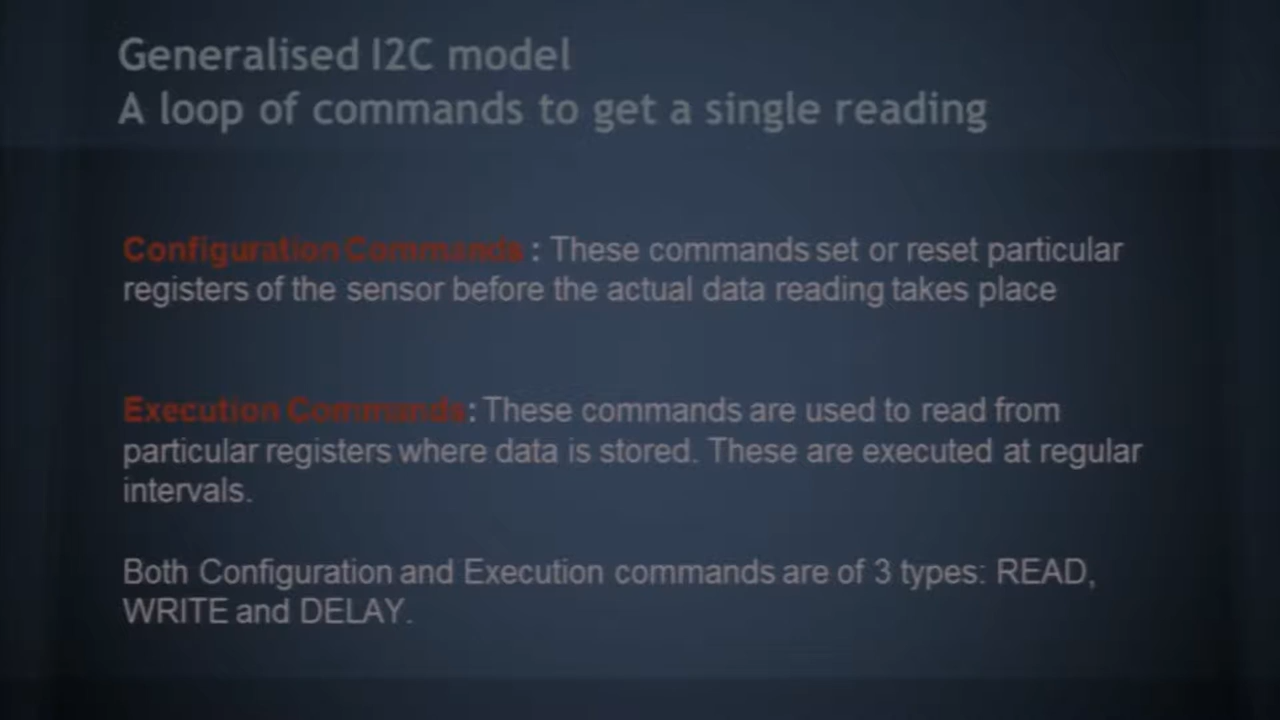 Generalised I2C model
A loop of commands to get a single reading
Configuration Commands : These commands set or reset particular
registers of the sensor before the actual data reading takes place
Execution Commands: These commands are used to read from
particular registers where data is stored. These are executed at regular
intervals.
Both Configuration and Execution commands are of 3 types: READ,
WRITE and DELAY.